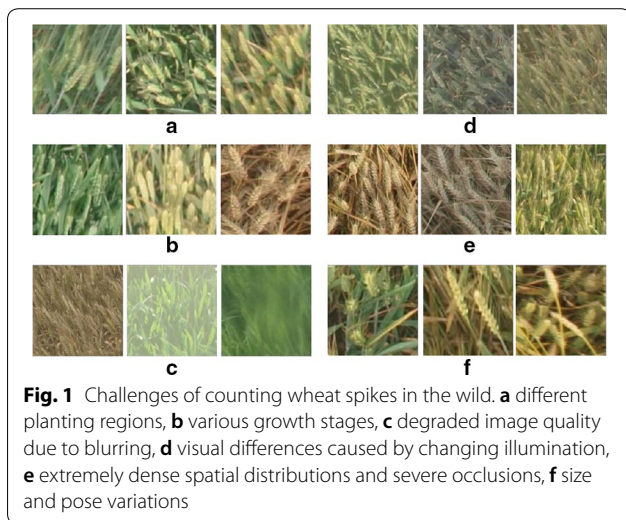 a
d
b
e
c
f
Fig. 1 Challenges of counting wheat spikes in the wild. a different
planting regions, b various growth stages, c degraded image quality
due to blurring, d visual differences caused by changing illumination,
e extremely dense spatial distributions and severe occlusions, f size
and pose variations